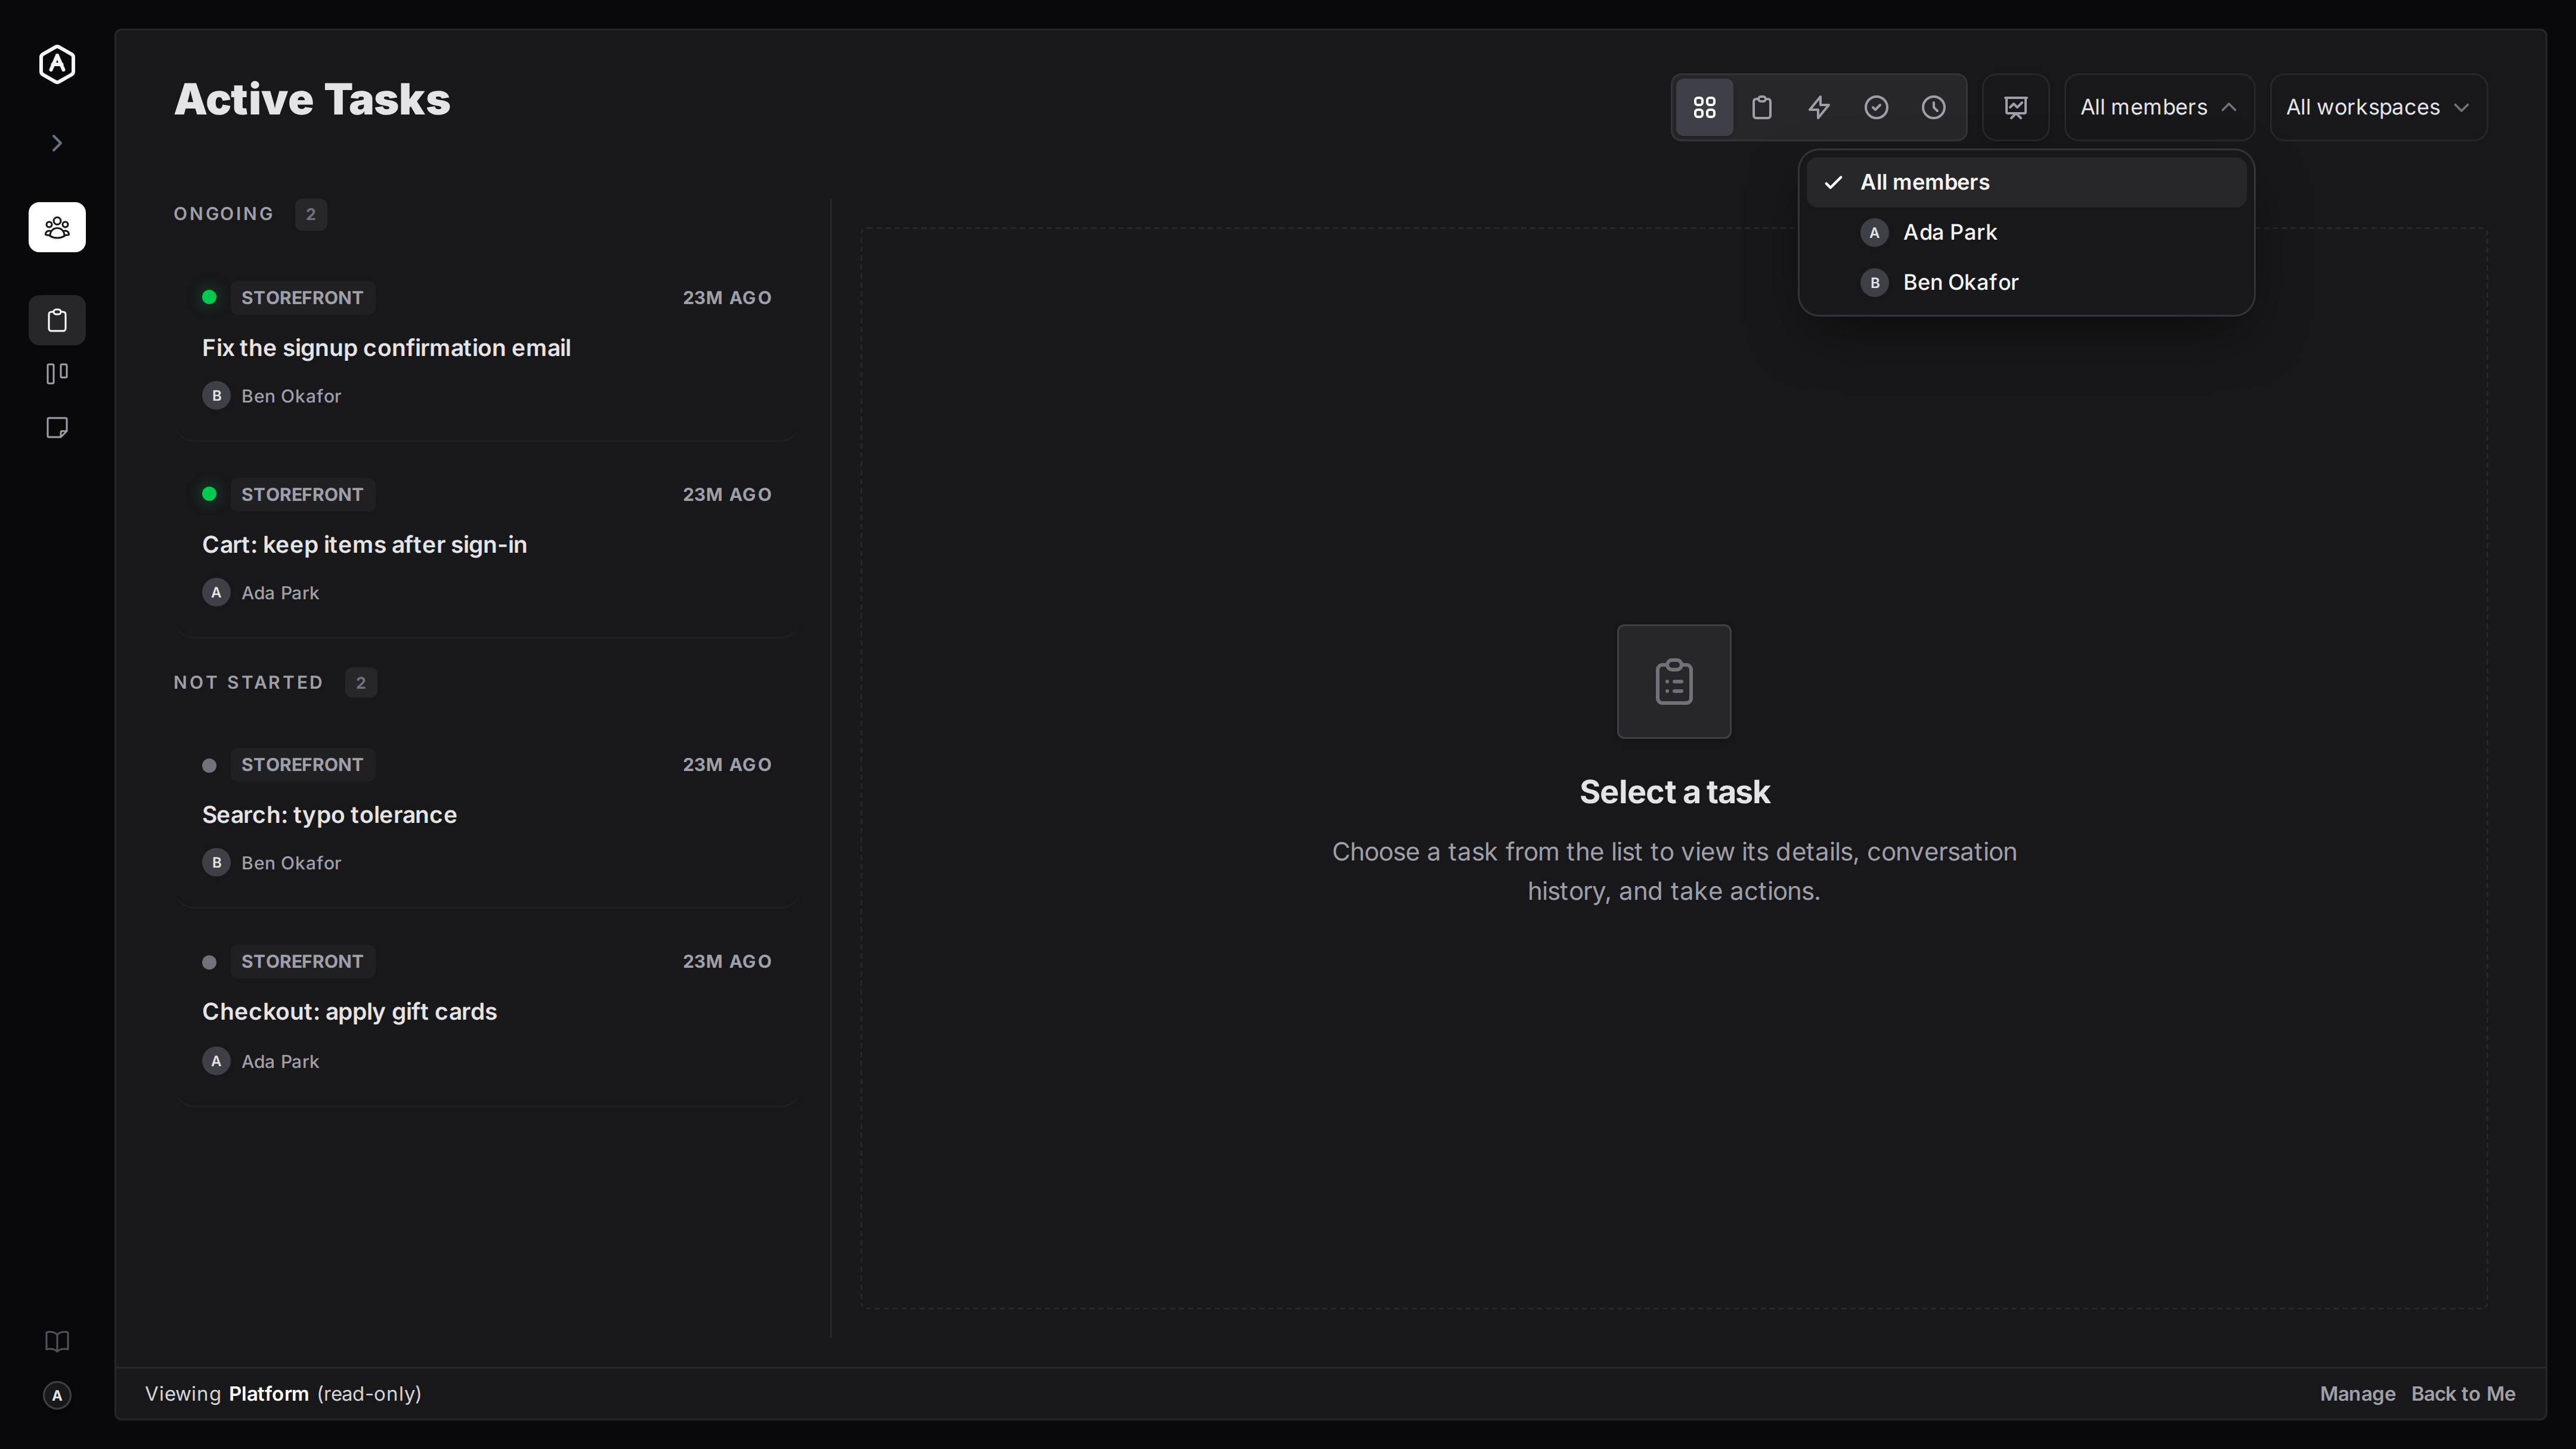 Active Tasks
All members
All workspaces
All members
A Ada Park
B Ben Okafor
ONGOING 2
STOREFRONT 23M AGO
Fix the signup confirmation email
B Ben Okafor
STOREFRONT 23M AGO
Cart: keep items after sign-in
A Ada Park
NOT STARTED 2
STOREFRONT 23M AGO
Search: typo tolerance
B Ben Okafor
STOREFRONT 23M AGO
Checkout: apply gift cards
A Ada Park
Select a task
Choose a task from the list to view its details, conversation
history, and take actions.
A
Viewing Platform (read-only)
Manage Back to Me